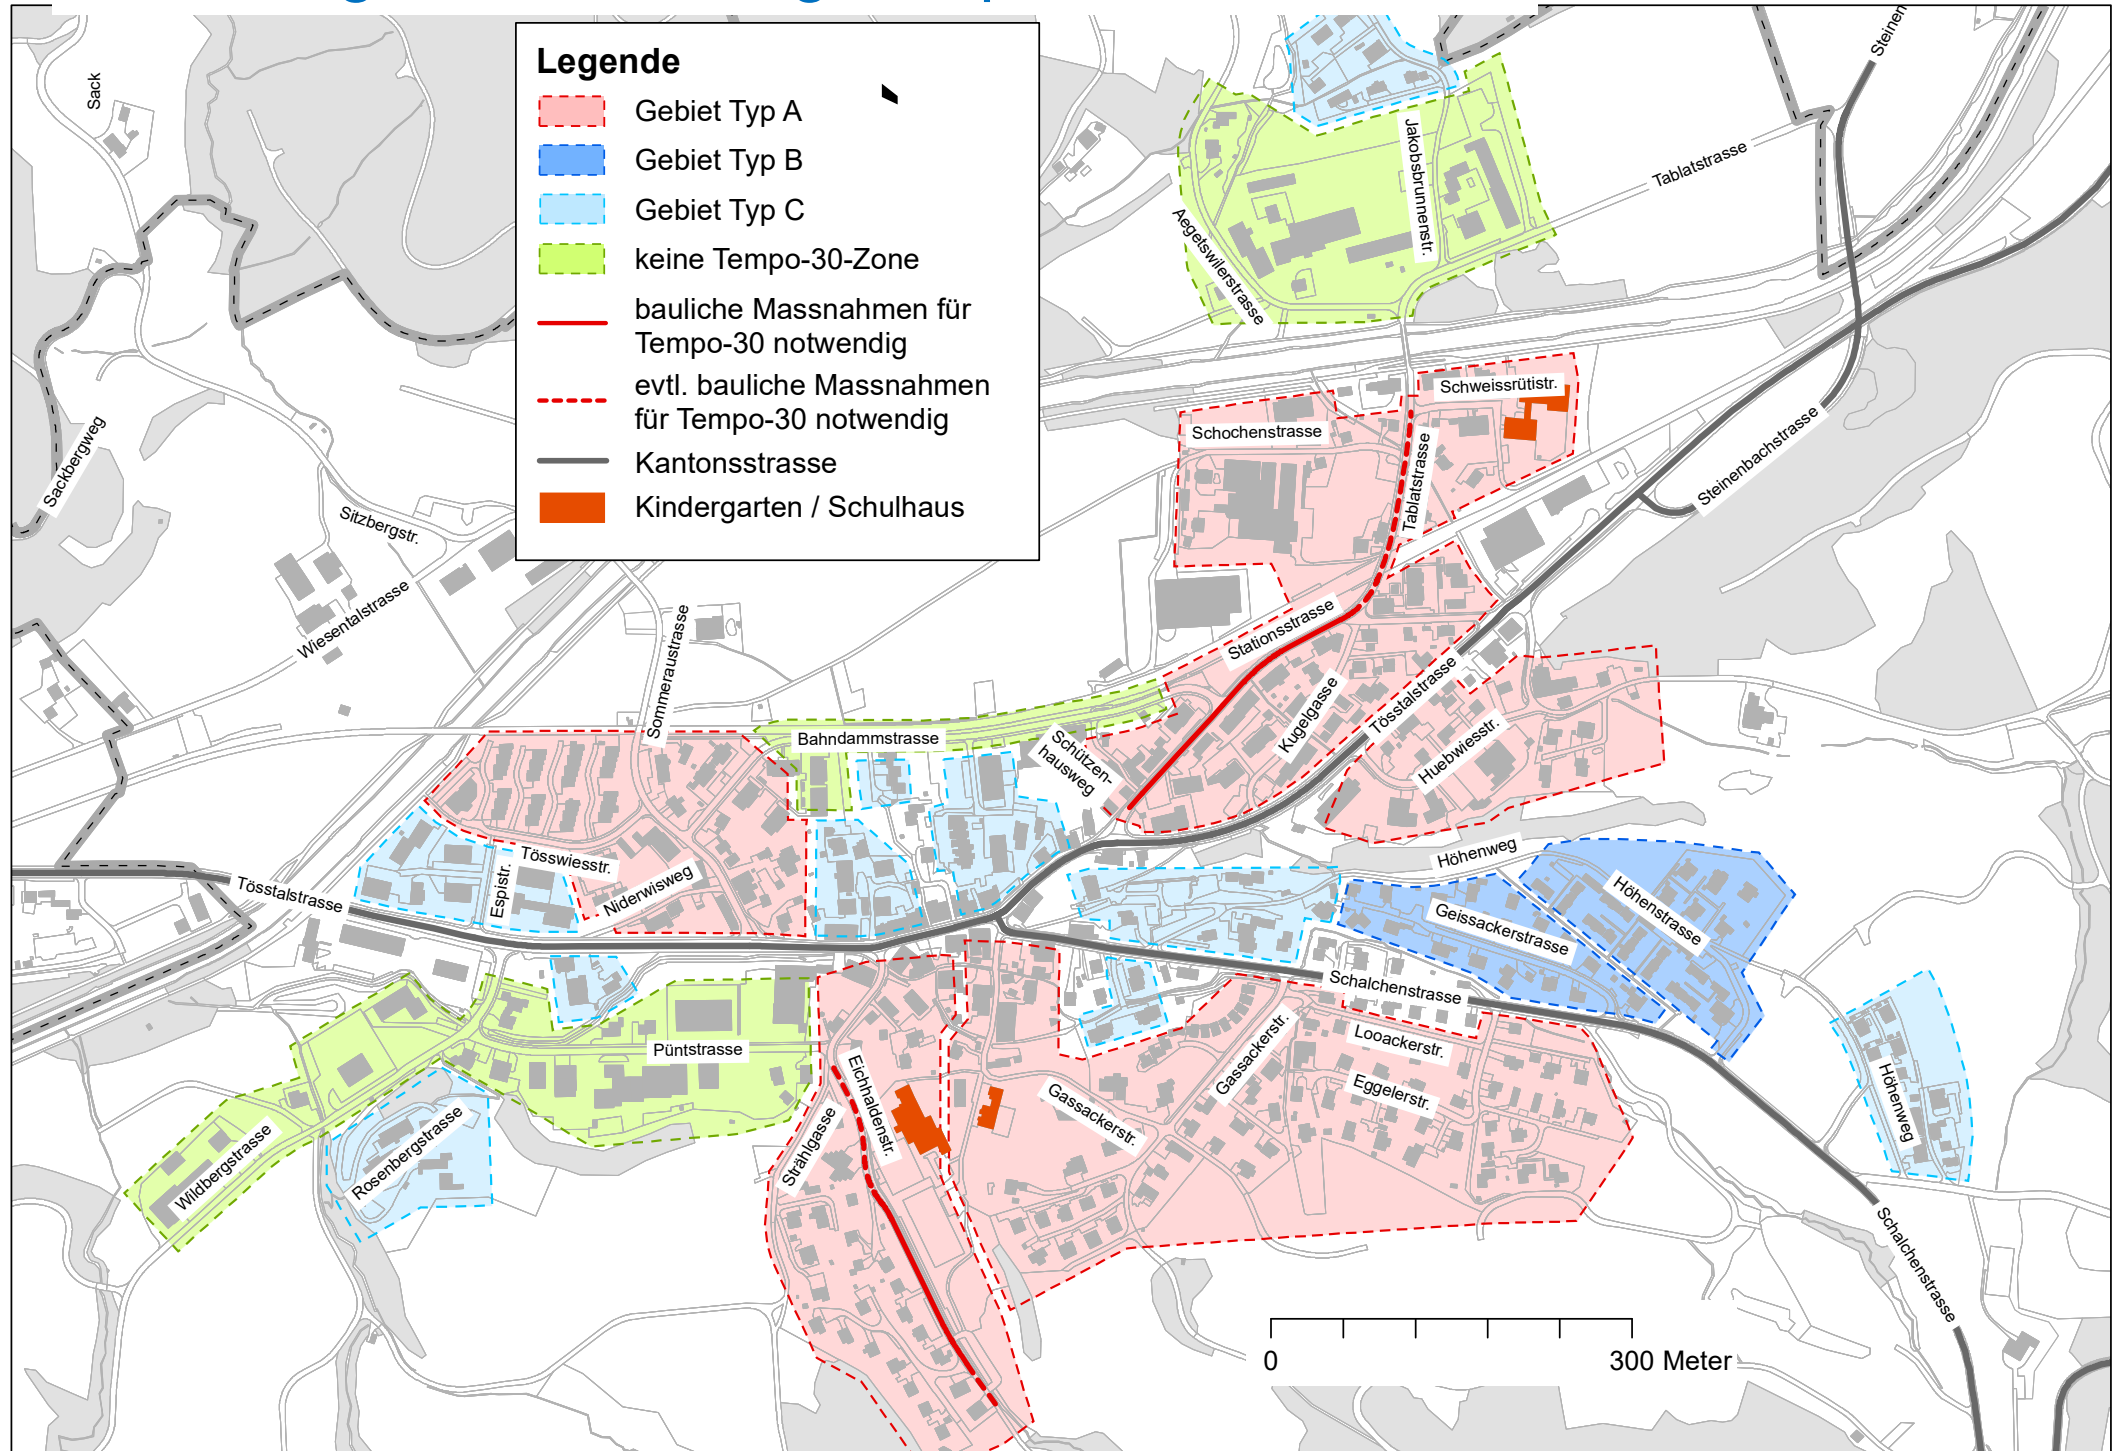 Legende
Gebiet Typ A
Gebiet Typ B
Gebiet Typ C
keine Tempo-30-Zone
bauliche Massnahmen für
Tempo-30 notwendig
evtl. bauliche Massnahmen
für Tempo-30 notwendig
Kantonsstrasse
Kindergarten / Schulhaus
Sack
Steinen
Jakobsbrunnenstr.
Tablatstrasse
Aegetswilerstrasse
Schweissrütistr.
Schochenstrasse
Tablatstrasse
Steinenbachstrasse
Sackbergweg
Sitzbergstr.
Wiesentalstrasse
Sommeraustrasse
Stationsstrasse
Kugelgasse
Tösstalstrasse
Huebwiesstr.
Bahndammstrasse
Schützen-
hausweg
Tösstalstrasse
Espistr.
Tösswiesstr.
Niderwisweg
Höhenweg
Höhenstrasse
Geissackerstrasse
Schalchenstrasse
Looackerstr.
Eggelerstr.
Gassackerstr.
Gassackerstr.
Püntstrasse
Eichhaldenstr.
Strählgasse
Wildbergstrasse
Rosenbergstrasse
Höhenweg
Schalchenstrasse
0
300 Meter